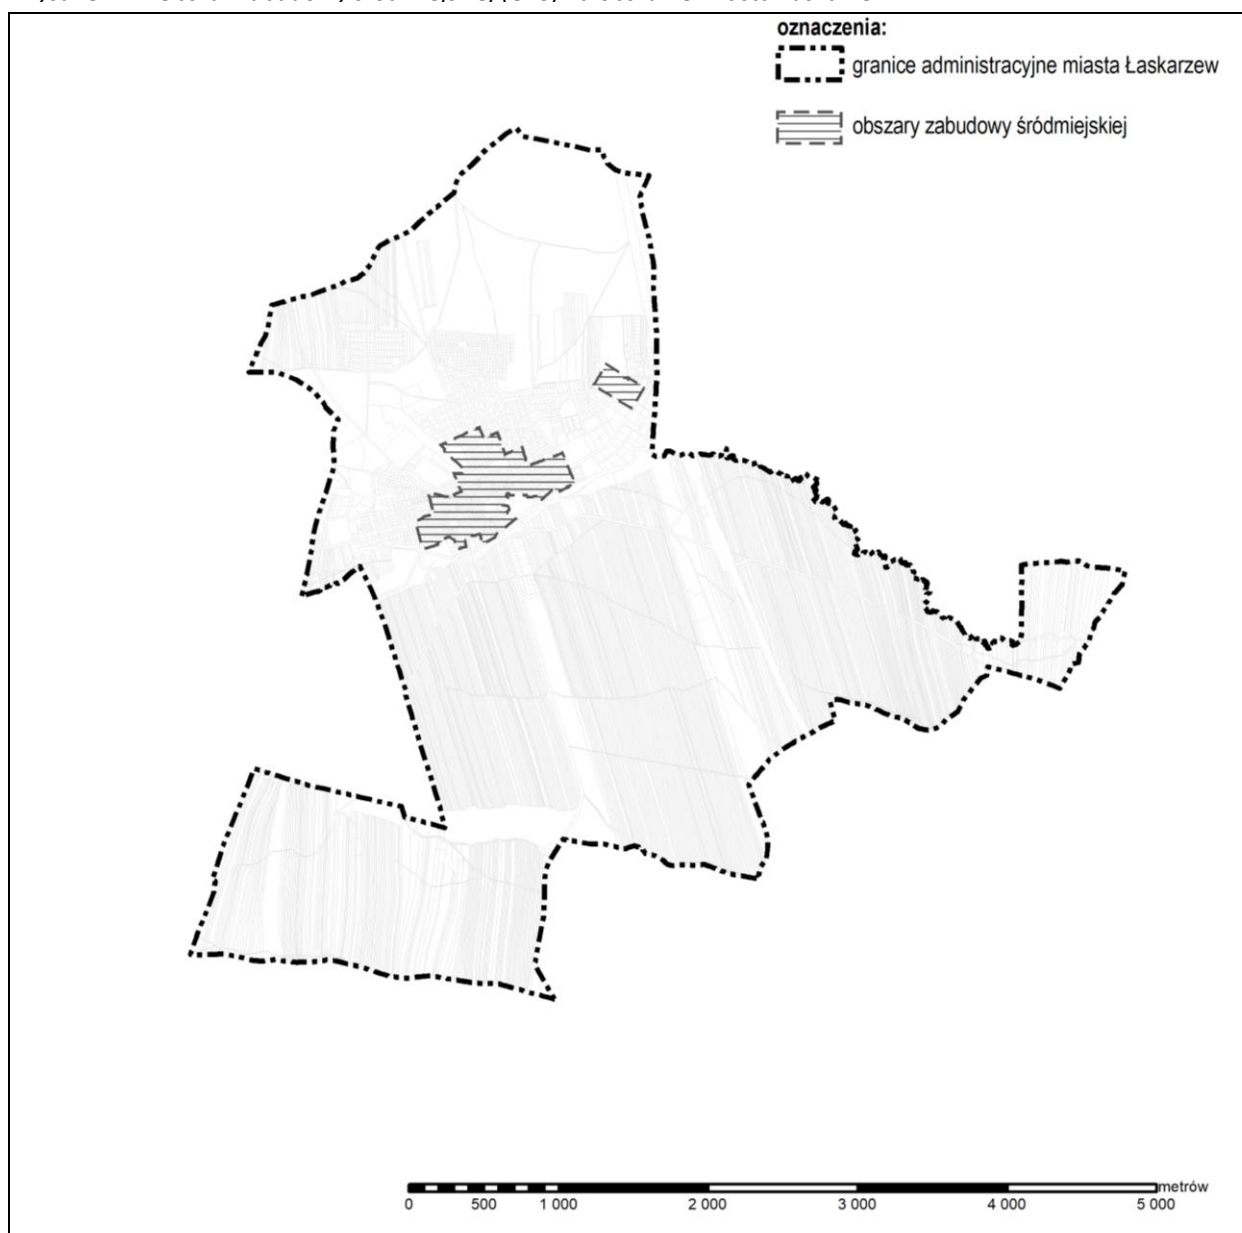 oznaczenia:
granice administracyjne miasta Łaskarzew
obszary zabudowy śródmiejskiej
0 500 1 000 2 000 3 000 4 000 5 000 metrów